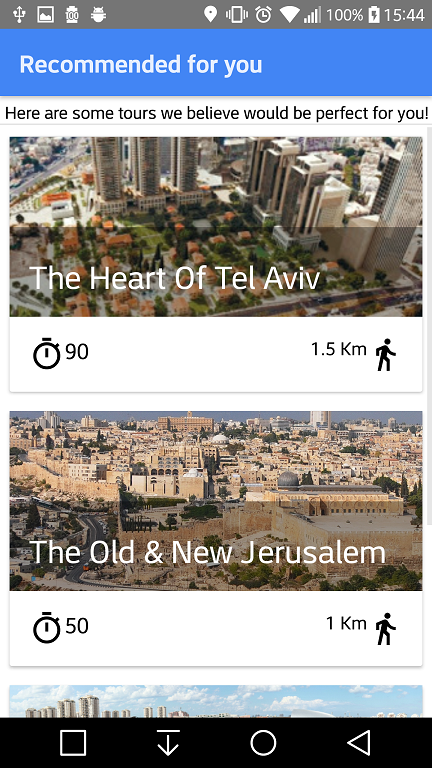 100
100%
15:44
Recommended for you
Here are some tours we believe would be perfect for you!
The Heart Of Tel Aviv
90
1.5 Km
The Old & New Jerusalem
50
1 Km